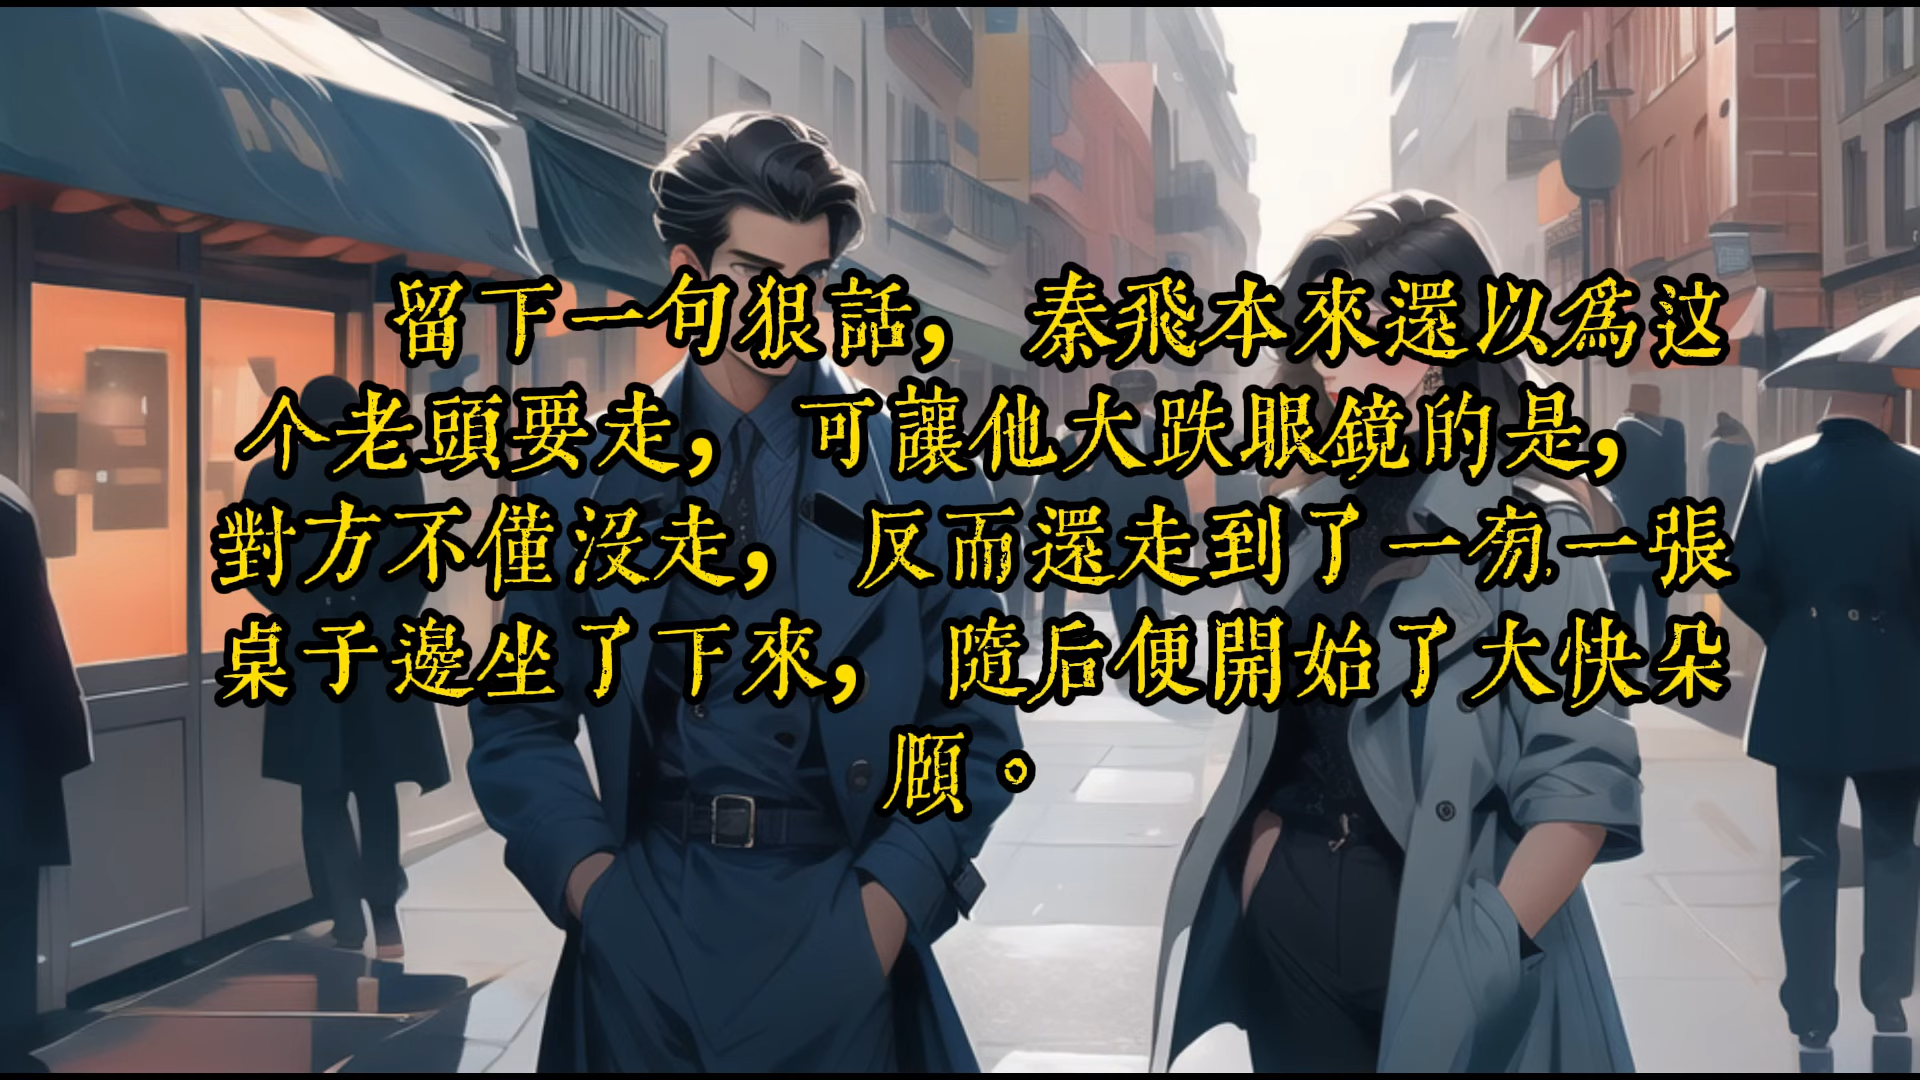 留下一句狠話，秦飛本來還以爲这
个老頭要走，可讓他大跌眼鏡的是，
對方不僅沒走，反而還走到了一旁一張
桌子邊坐了下來，隨后便開始了大快朵
頤。